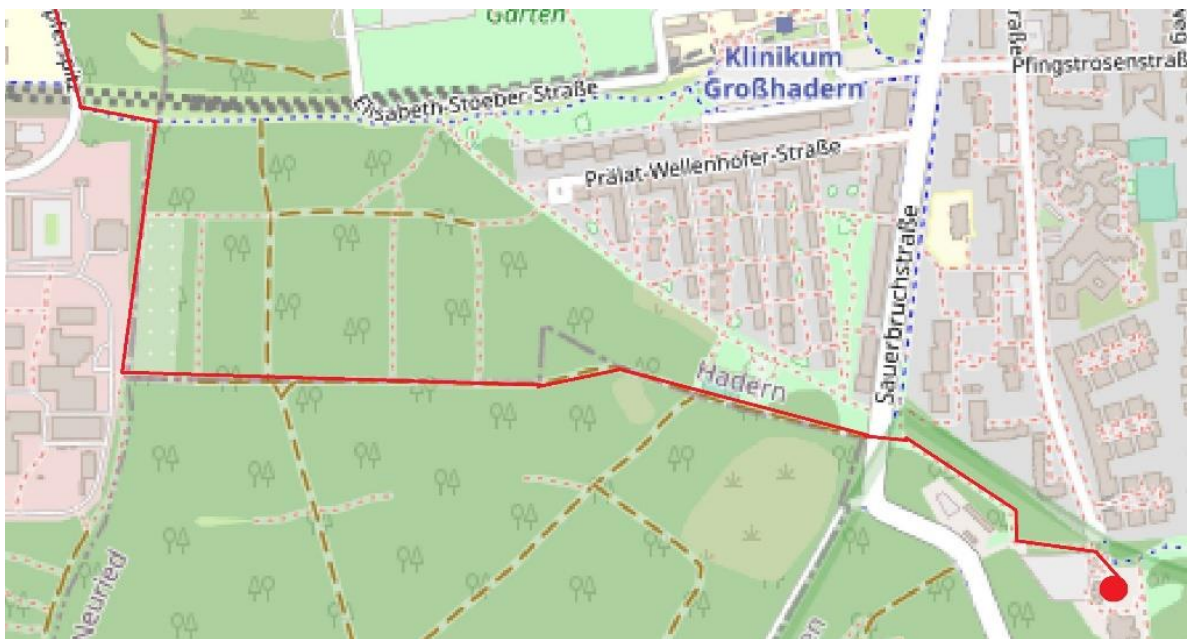 Garten
Klinikum
Großhadern
Elisabeth-Stoeber-Straße
Pfingstrosenstraß
Prälat-Wellenhofer-Straße
Sauerbruchstraße
Hadern
Neuried